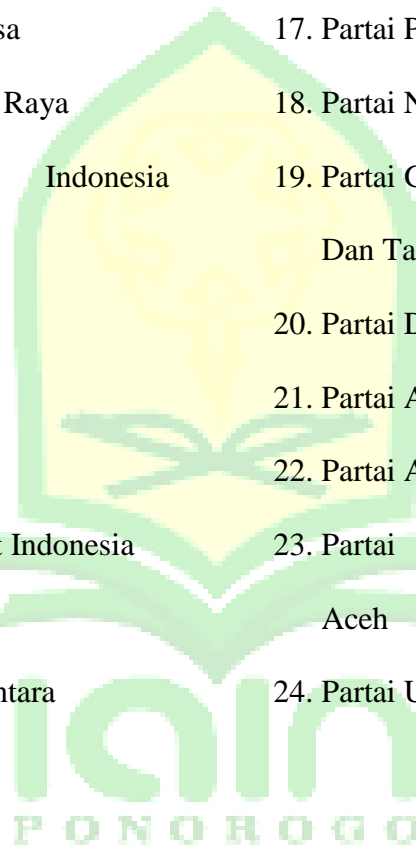 sa
Raya
Indonesia
t Indonesia
ntara
17. Partai P
18. Partai N
19. Partai G
Dan Ta
20. Partai D
21. Partai A
22. Partai A
23. Partai
Aceh
24. Partai U
iain
PONOROGO